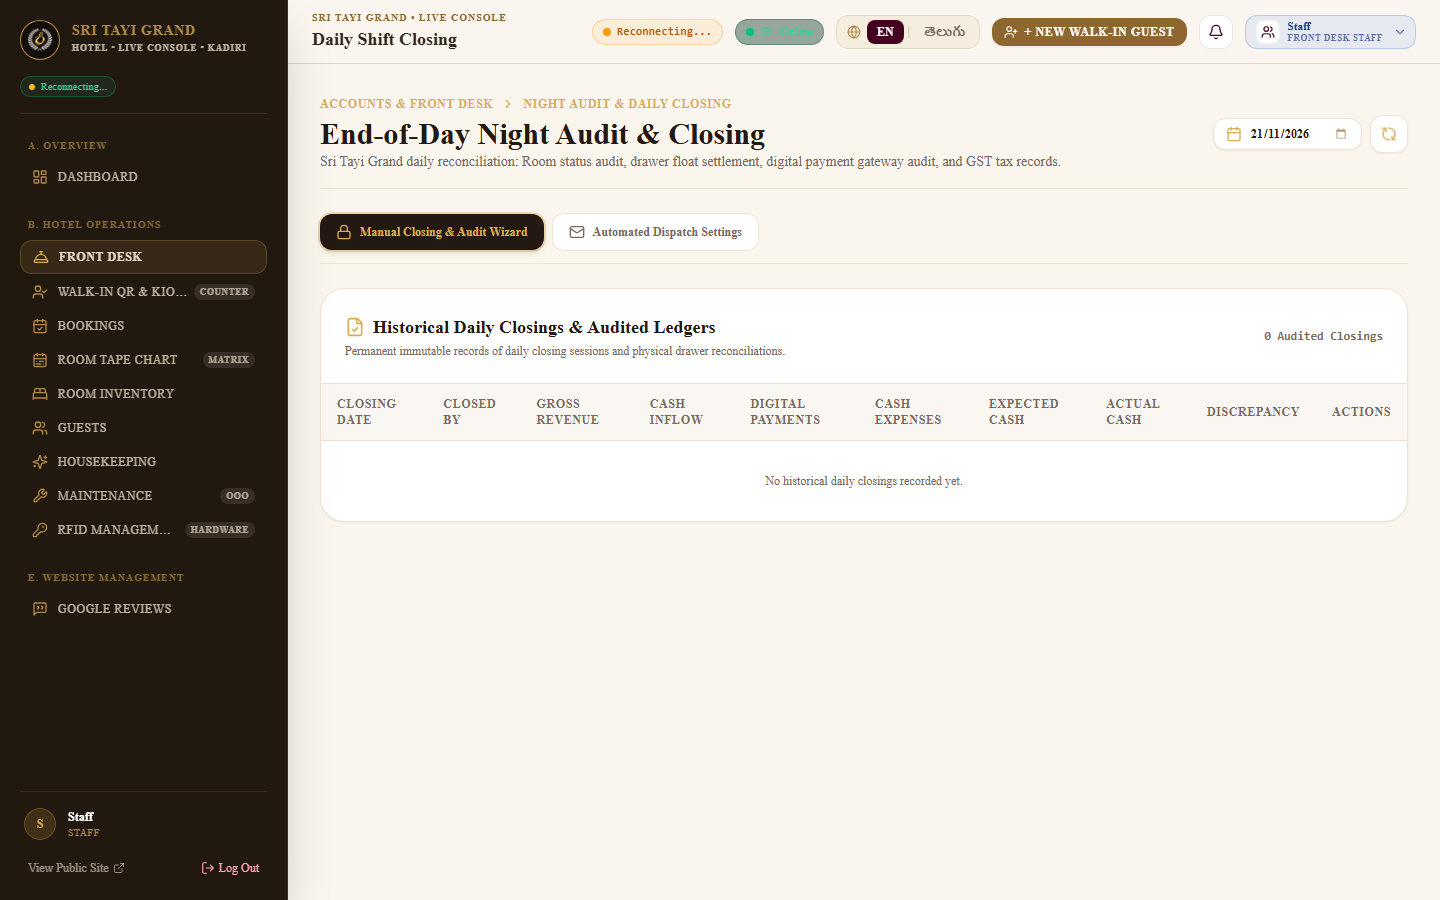 SRI TAYI GRAND
HOTEL • LIVE CONSOLE • KADIRI
Reconnecting...
A. OVERVIEW
DASHBOARD
B. HOTEL OPERATIONS
FRONT DESK
WALK-IN QR & KIO... COUNTER
BOOKINGS
ROOM TAPE CHART MATRIX
ROOM INVENTORY
GUESTS
HOUSEKEEPING
MAINTENANCE OOO
RFID MANAGEM... HARDWARE
E. WEBSITE MANAGEMENT
GOOGLE REVIEWS
S
Staff
STAFF
View Public Site
Log Out
SRI TAYI GRAND • LIVE CONSOLE
Daily Shift Closing
Reconnecting...
EN
తెలుగు
+ NEW WALK-IN GUEST
Staff
FRONT DESK STAFF
ACCOUNTS & FRONT DESK > NIGHT AUDIT & DAILY CLOSING
End-of-Day Night Audit & Closing
Sri Tayi Grand daily reconciliation: Room status audit, drawer float settlement, digital payment gateway audit, and GST tax records.
21/11/2026
Manual Closing & Audit Wizard
Automated Dispatch Settings
Historical Daily Closings & Audited Ledgers
Permanent immutable records of daily closing sessions and physical drawer reconciliations.
0 Audited Closings
CLOSING DATE
CLOSED BY
GROSS REVENUE
CASH INFLOW
DIGITAL PAYMENTS
CASH EXPENSES
EXPECTED CASH
ACTUAL CASH
DISCREPANCY
ACTIONS
No historical daily closings recorded yet.